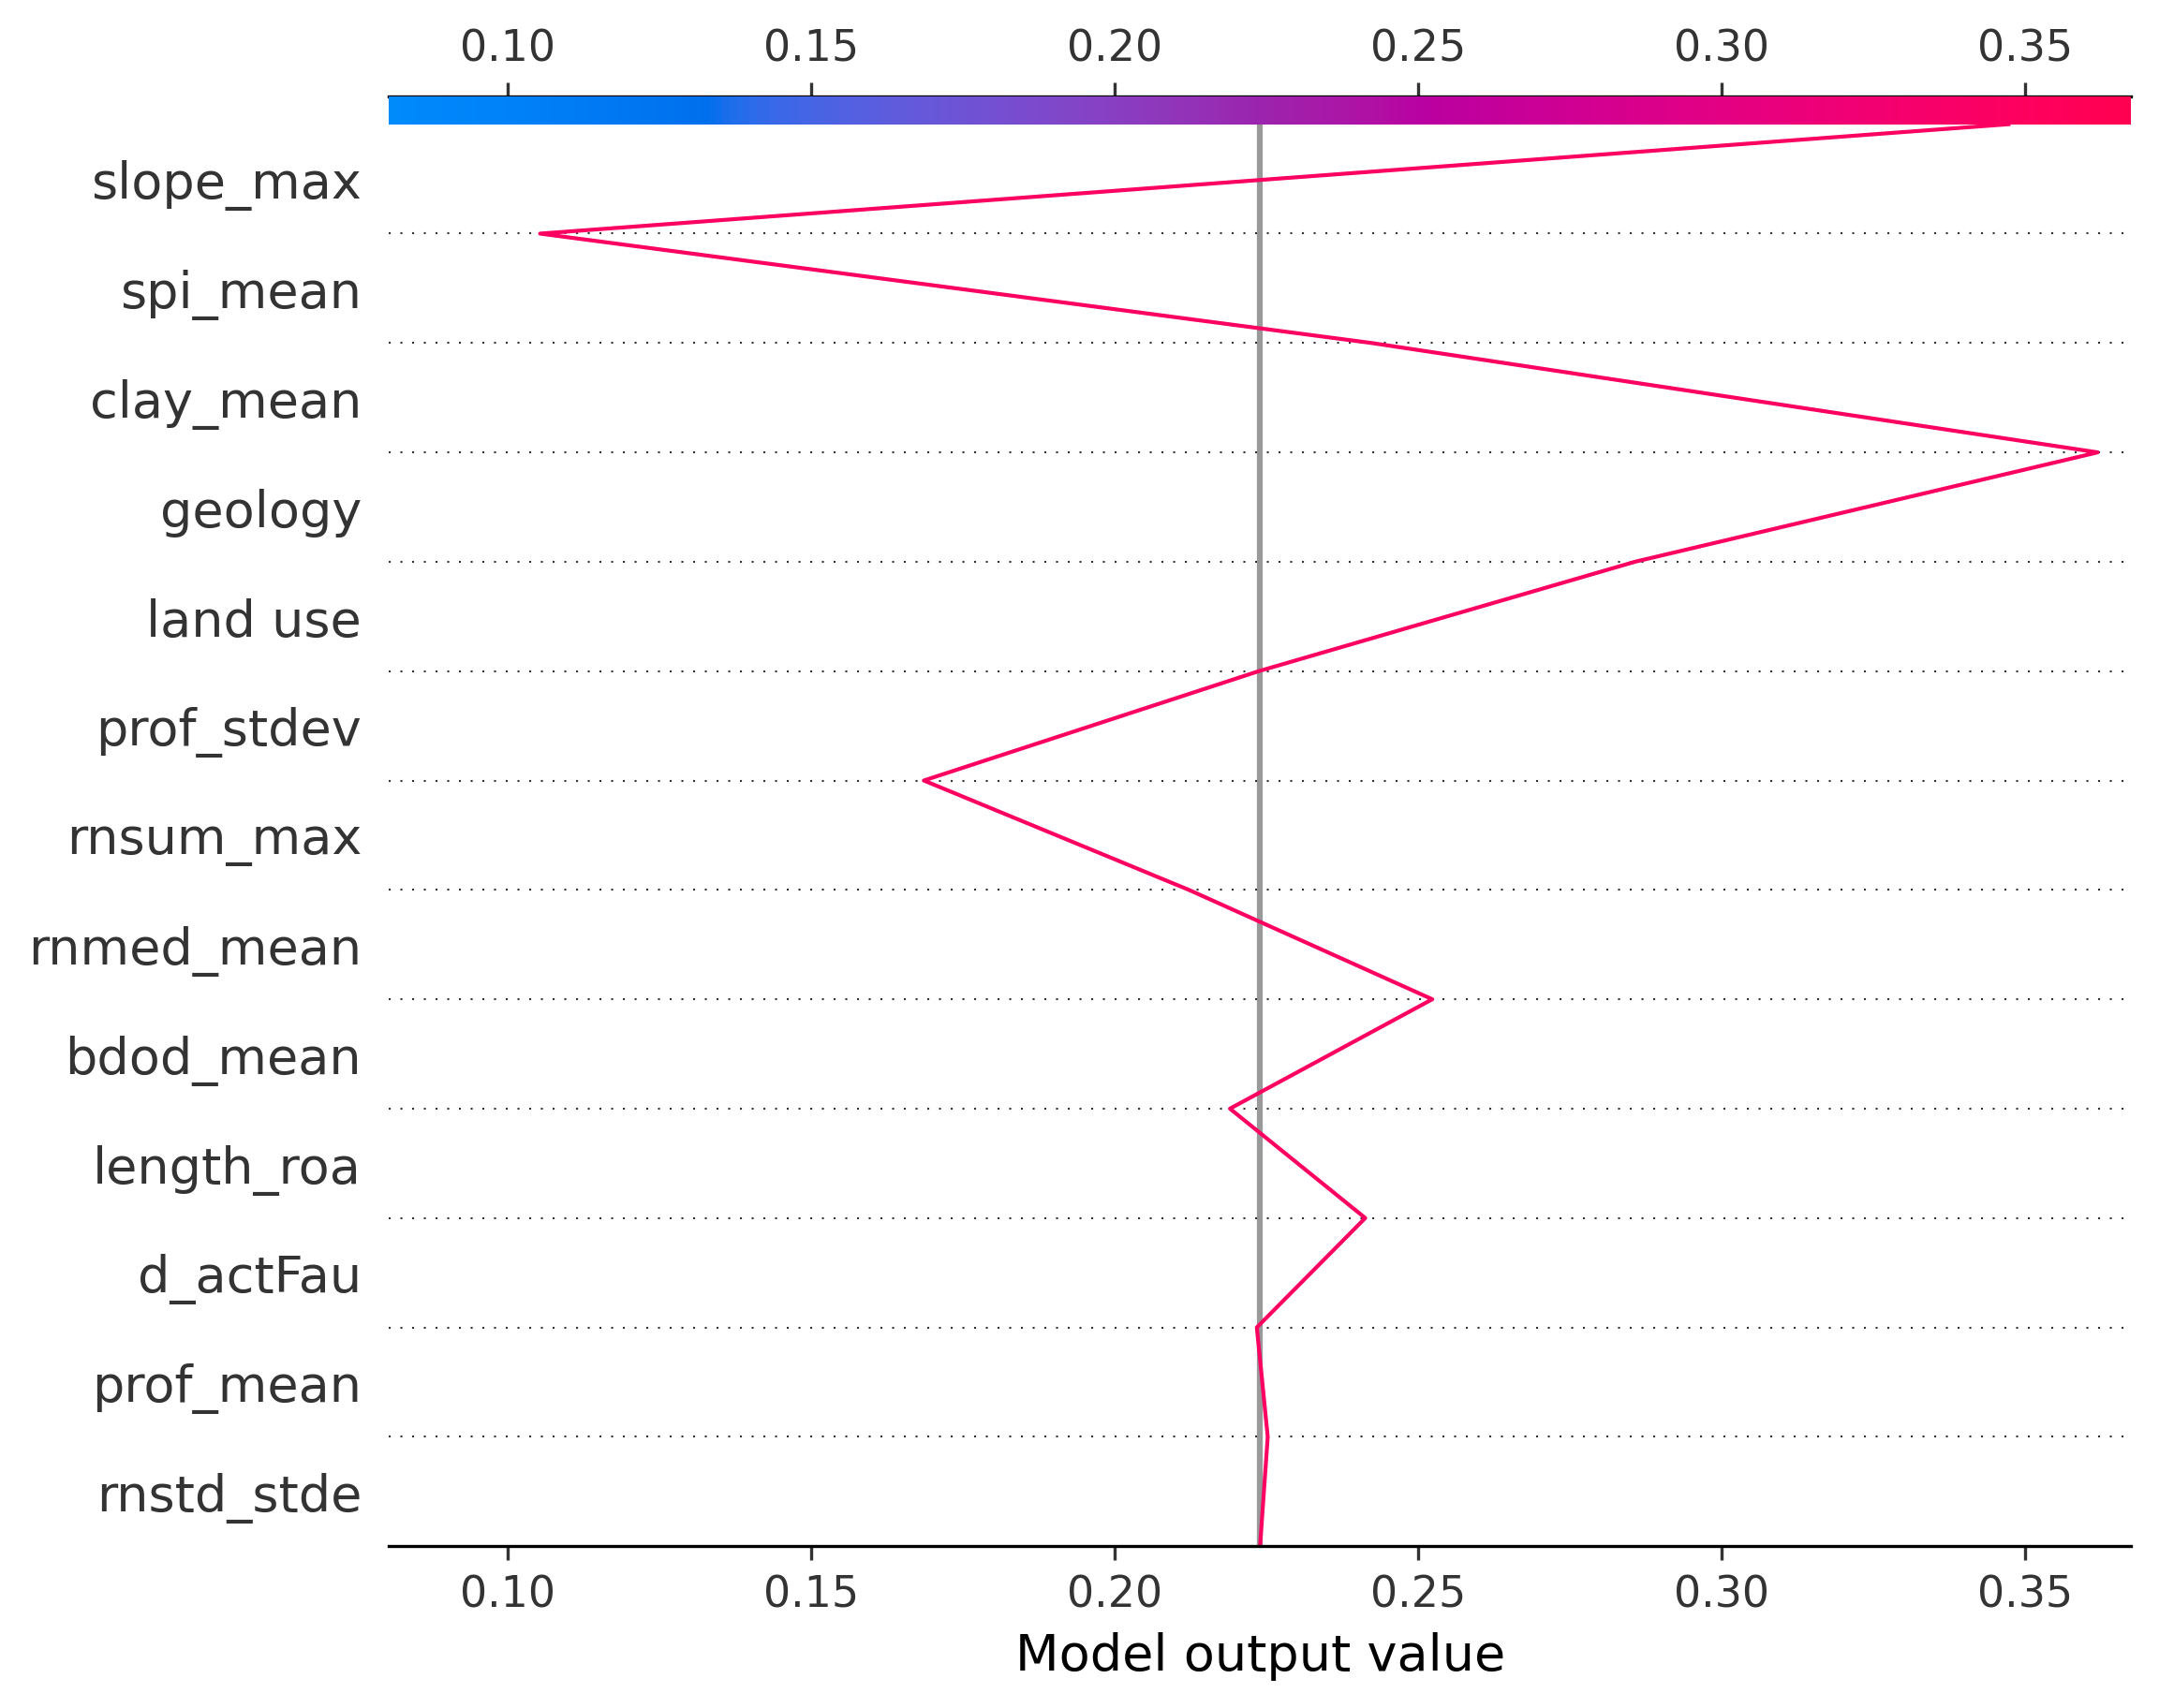 0.10 0.15 0.20 0.25 0.30 0.35
slope_max
spi_mean
clay_mean
geology
land use
prof_stdev
rnsum_max
rnmed_mean
bdod_mean
length_roa
d_actFau
prof_mean
rnstd_stde
0.10 0.15 0.20 0.25 0.30 0.35
Model output value